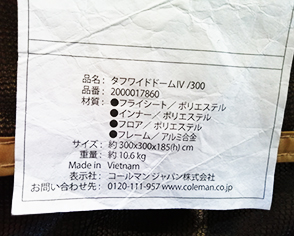 品名：タフワイドドームⅣ/300
品番：2000017860
材質：●フライシート／ポリエステル
●インナー／ポリエステル
●フロア／ポリエステル
●フレーム／アルミ合金
サイズ：約300×300×185(h) cm
重量：約10.6 kg
Made in Vietnam
表示者：コールマンジャパン株式会社
お問い合わせ先：0120-111-957 www.coleman.co.jp